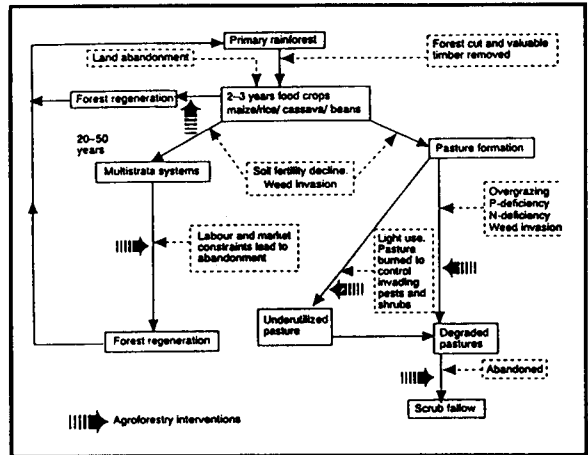 Primary rainforest
Land abandonment
Forest cut and valuable
timber removed
Forest regeneration
2–3 years food crops
maize/rice/ cassava/ beans
20–50
years
Multistrata systems
Soil fertility decline.
Weed invasion
Pasture formation
Overgrazing
P-deficiency
N-deficiency
Weed invasion
Labour and market
constraints lead to
abandonment
Light use.
Pasture
burned to
control
invading
pests and
shrubs
Underutilized
pasture
Degraded
pastures
Forest regeneration
Abandoned
Scrub fallow
Agroforestry interventions